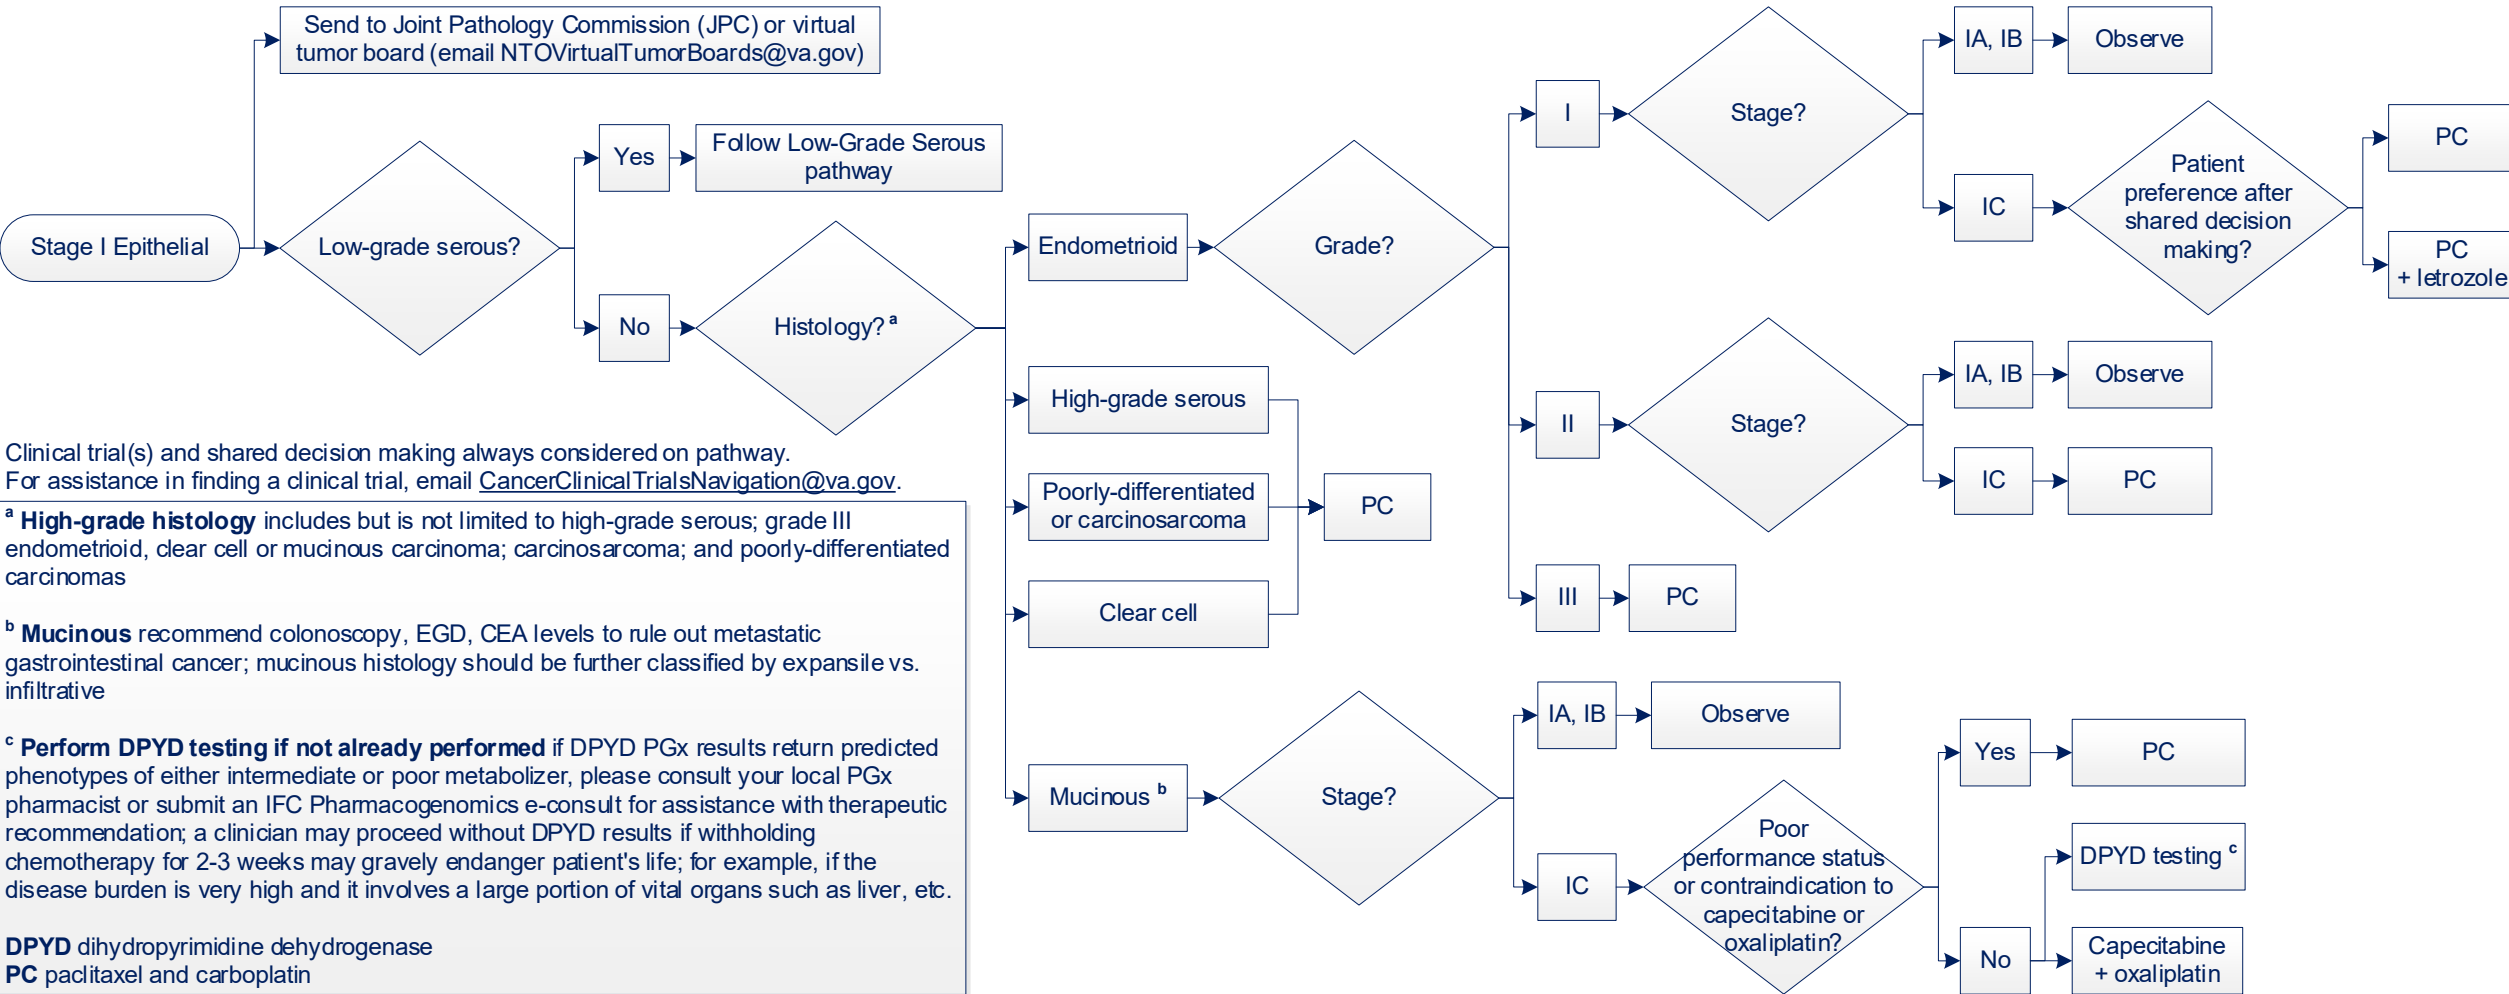 Send to Joint Pathology Commission (JPC) or virtual
tumor board (email NTOVirtualTumorBoards@va.gov)
Stage I Epithelial
Low-grade serous?
Yes
Follow Low-Grade Serous
pathway
No
Histology? a
Endometrioid
Grade?
I
Stage?
IA, IB
Observe
IC
Patient
preference after
shared decision
making?
PC
PC
+ letrozole
II
Stage?
IA, IB
Observe
IC
PC
III
PC
High-grade serous
Poorly-differentiated
or carcinosarcoma
Clear cell
PC
Mucinous b
Stage?
IA, IB
Observe
IC
Poor
performance status
or contraindication to
capecitabine or
oxaliplatin?
Yes
PC
No
DPYD testing c
Capecitabine
+ oxaliplatin
Clinical trial(s) and shared decision making always considered on pathway.
For assistance in finding a clinical trial, email CancerClinicalTrialsNavigation@va.gov.
a High-grade histology includes but is not limited to high-grade serous; grade III
endometrioid, clear cell or mucinous carcinoma; carcinosarcoma; and poorly-differentiated
carcinomas
b Mucinous recommend colonoscopy, EGD, CEA levels to rule out metastatic
gastrointestinal cancer; mucinous histology should be further classified by expansile vs.
infiltrative
c Perform DPYD testing if not already performed if DPYD PGx results return predicted
phenotypes of either intermediate or poor metabolizer, please consult your local PGx
pharmacist or submit an IFC Pharmacogenomics e-consult for assistance with therapeutic
recommendation; a clinician may proceed without DPYD results if withholding
chemotherapy for 2-3 weeks may gravely endanger patient's life; for example, if the
disease burden is very high and it involves a large portion of vital organs such as liver, etc.
DPYD dihydropyrimidine dehydrogenase
PC paclitaxel and carboplatin